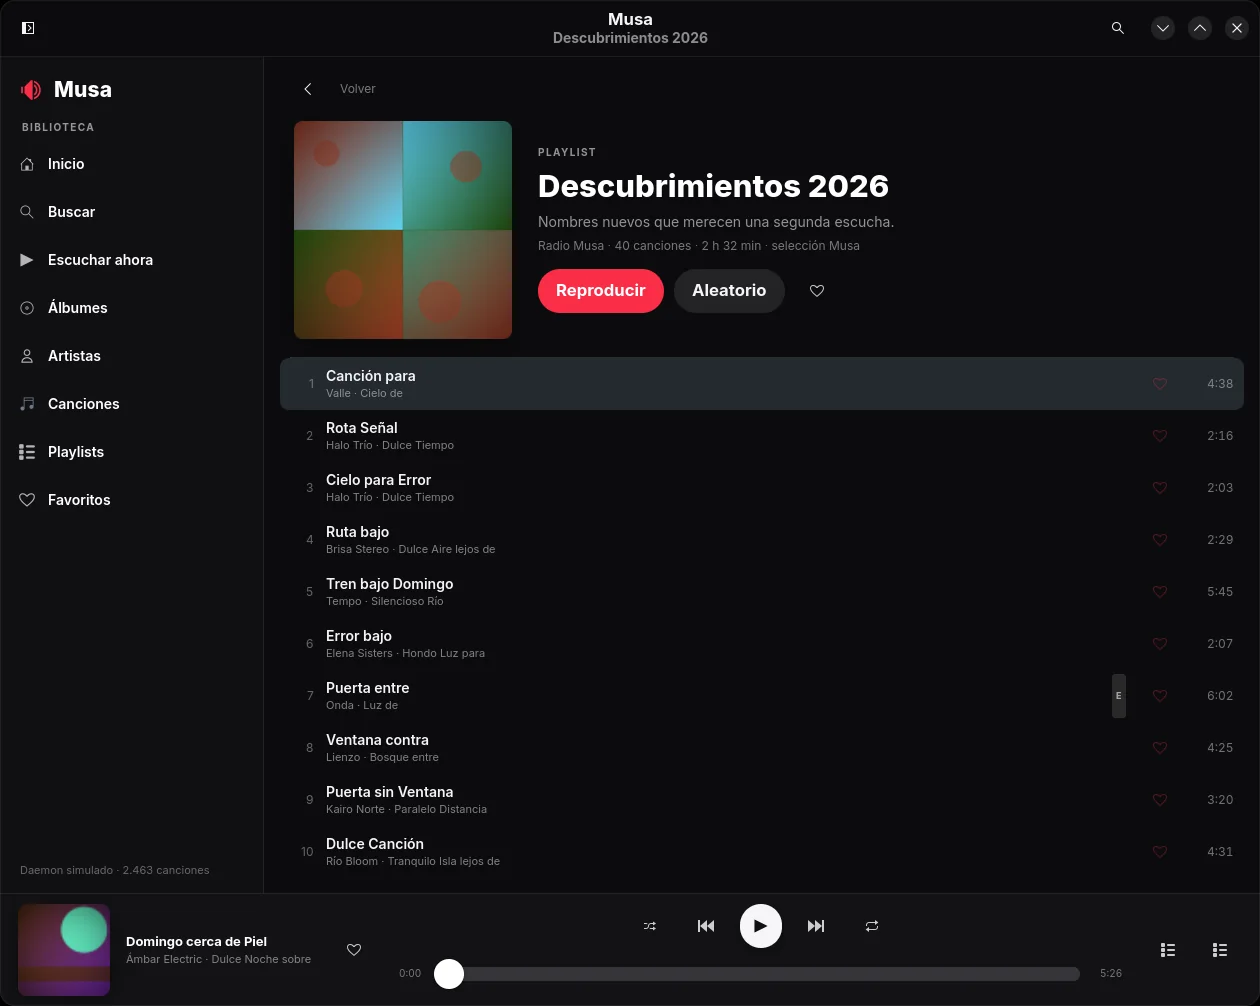 Musa
Descubrimientos 2026
Musa
BIBLIOTECA
Inicio
Buscar
Escuchar ahora
Álbumes
Artistas
Canciones
Playlists
Favoritos
Daemon simulado · 2.463 canciones
Volver
PLAYLIST
Descubrimientos 2026
Nombres nuevos que merecen una segunda escucha.
Radio Musa · 40 canciones · 2 h 32 min · selección Musa
Reproducir Aleatorio
1 Canción para 4:38
Valle · Cielo de
2 Rota Señal 2:16
Halo Trío · Dulce Tiempo
3 Cielo para Error 2:03
Halo Trío · Dulce Tiempo
4 Ruta bajo 2:29
Brisa Stereo · Dulce Aire lejos de
5 Tren bajo Domingo 5:45
Tempo · Silencioso Río
6 Error bajo 2:07
Elena Sisters · Hondo Luz para
7 Puerta entre E 6:02
Onda · Luz de
8 Ventana contra 4:25
Lienzo · Bosque entre
9 Puerta sin Ventana 3:20
Kairo Norte · Paralelo Distancia
10 Dulce Canción 4:31
Río Bloom · Tranquilo Isla lejos de
Domingo cerca de Piel
Ámbar Electric · Dulce Noche sobre
0:00 5:26